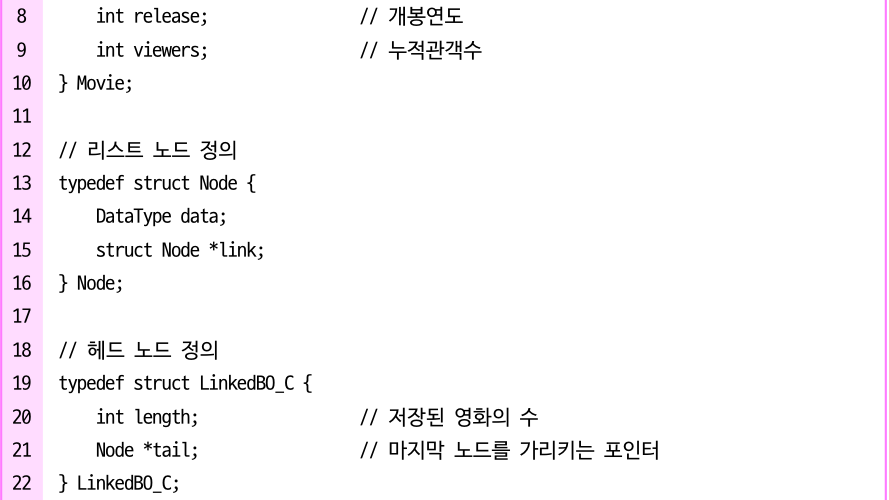 8 int release; // 개봉연도
9 int viewers; // 누적관객수
10 } Movie;
11
12 // 리스트 노드 정의
13 typedef struct Node {
14 DataType data;
15 struct Node *link;
16 } Node;
17
18 // 헤드 노드 정의
19 typedef struct LinkedBO_C {
20 int length; // 저장된 영화의 수
21 Node *tail; // 마지막 노드를 가리키는 포인터
22 } LinkedBO_C;